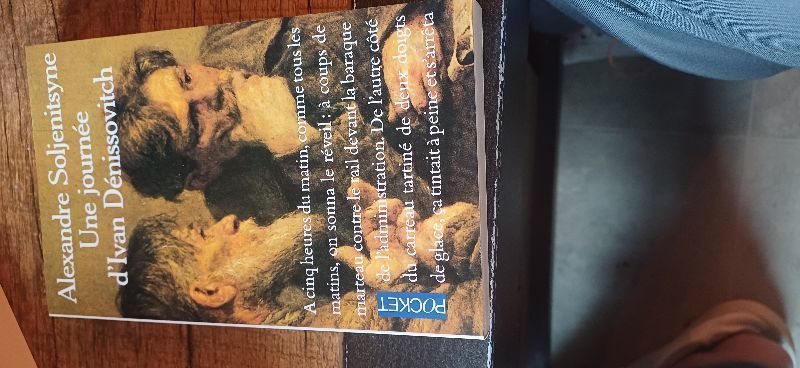 Alexandre Soljenitsyne
Une journée
d'Ivan Dénissovitch
A cinq heures du matin, comme tous les
matins, on sonna le réveil : à coups de
marteau contre le rail devant la baraque
de l'administration. De l'autre côté
du carreau tartiné de deux doigts
de glace, ça tintait à peine et s'arrêta
POCKET